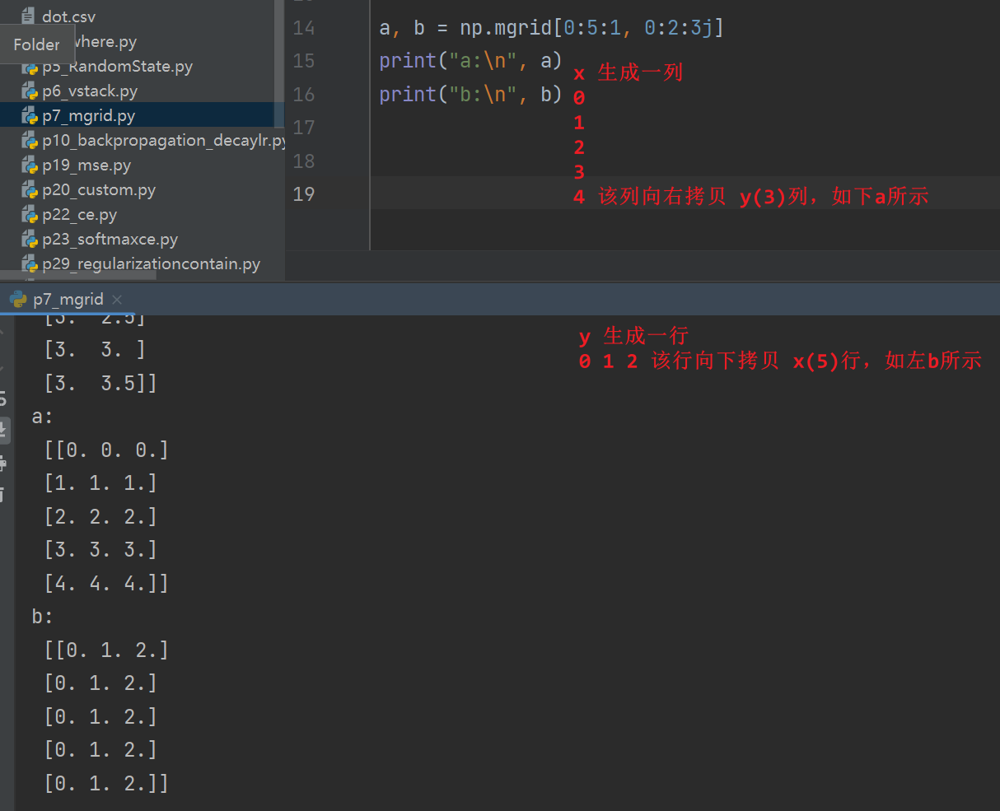 dot.csv
Folder
where.py
p5_RandomState.py
p6_vstack.py
p7_mgrid.py
p10_backpropagation_decaylr.py
p19_mse.py
p20_custom.py
p22_ce.py
p23_softmaxce.py
p29_regularizationcontain.py
14 a, b = np.mgrid[0:5:1, 0:2:3j]
15 print("a:\n", a)
16 print("b:\n", b)
17
18
19
x 生成一列
0
1
2
3
4 该列向右拷贝 y(3)列，如下a所示
p7_mgrid
[3.  2.5]
[3.  3. ]
[3.  3.5]]
a:
[[0. 0. 0.]
[1. 1. 1.]
[2. 2. 2.]
[3. 3. 3.]
[4. 4. 4.]]
b:
[[0. 1. 2.]
[0. 1. 2.]
[0. 1. 2.]
[0. 1. 2.]
[0. 1. 2.]]
y 生成一行
0 1 2 该行向下拷贝 x(5)行，如左b所示